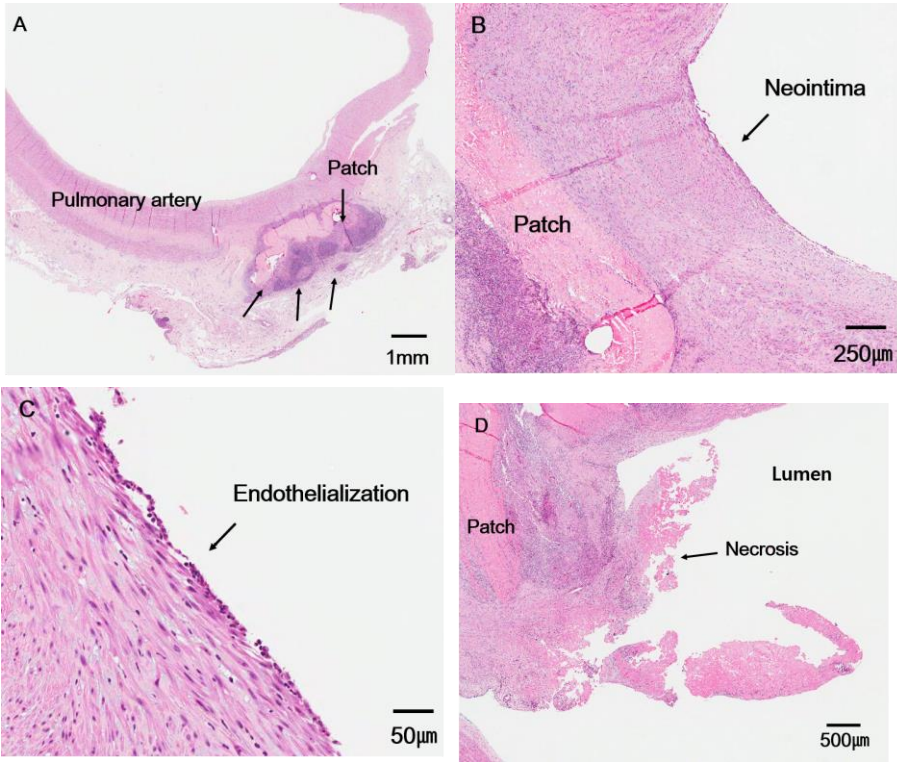 A
Patch
Pulmonary artery
1mm
B
Neointima
Patch
250μm
C
Endothelialization
50μm
D
Lumen
Patch
Necrosis
500μm